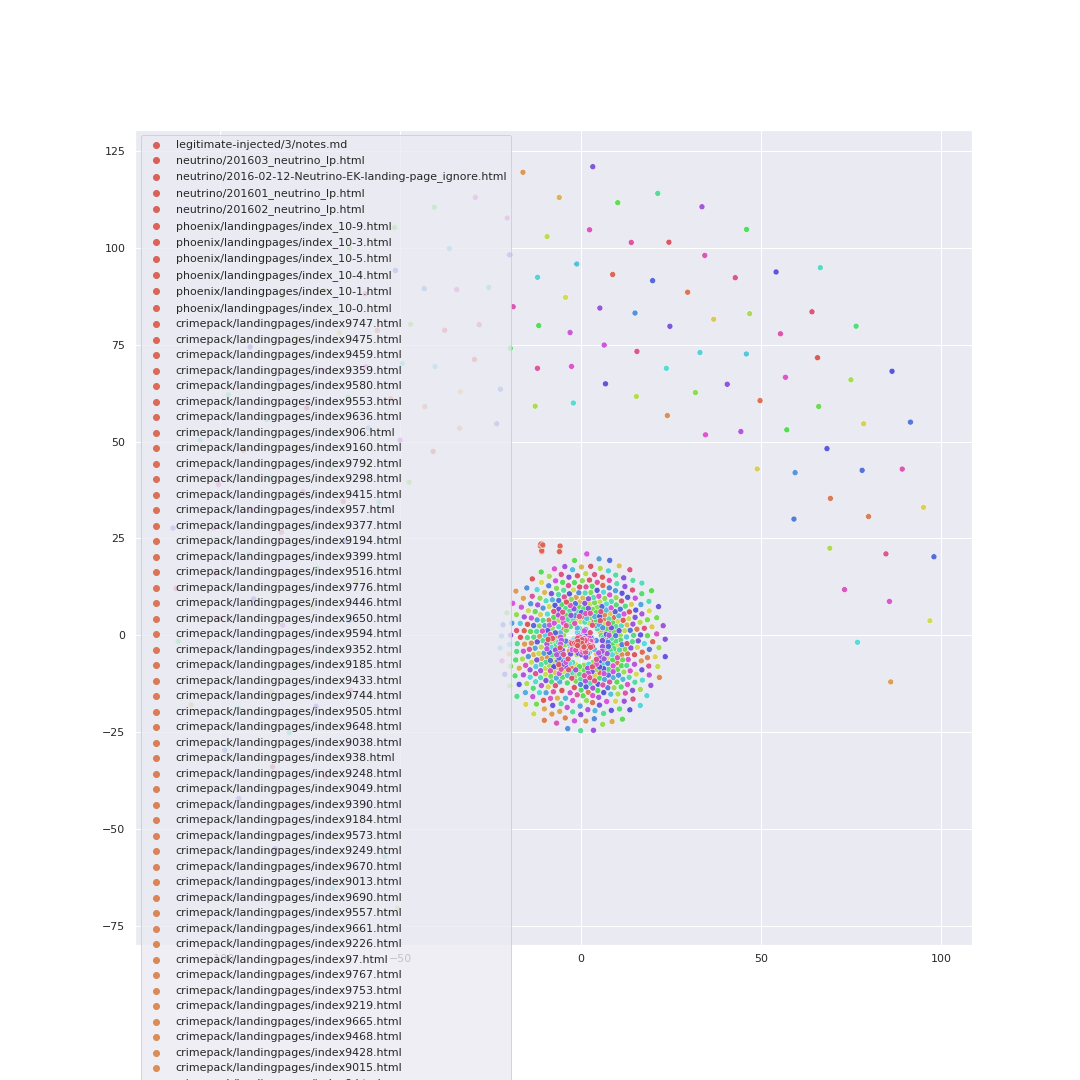 legitimate-injected/3/notes.md
neutrino/201603_neutrino_lp.html
neutrino/2016-02-12-Neutrino-EK-landing-page_ignore.html
neutrino/201601_neutrino_lp.html
neutrino/201602_neutrino_lp.html
phoenix/landingpages/index_10-9.html
phoenix/landingpages/index_10-3.html
phoenix/landingpages/index_10-5.html
phoenix/landingpages/index_10-4.html
phoenix/landingpages/index_10-1.html
phoenix/landingpages/index_10-0.html
crimepack/landingpages/index9747.html
crimepack/landingpages/index9475.html
crimepack/landingpages/index9459.html
crimepack/landingpages/index9359.html
crimepack/landingpages/index9580.html
crimepack/landingpages/index9553.html
crimepack/landingpages/index9636.html
crimepack/landingpages/index906.html
crimepack/landingpages/index9160.html
crimepack/landingpages/index9792.html
crimepack/landingpages/index9298.html
crimepack/landingpages/index9415.html
crimepack/landingpages/index957.html
crimepack/landingpages/index9377.html
crimepack/landingpages/index9194.html
crimepack/landingpages/index9399.html
crimepack/landingpages/index9516.html
crimepack/landingpages/index9776.html
crimepack/landingpages/index9446.html
crimepack/landingpages/index9650.html
crimepack/landingpages/index9594.html
crimepack/landingpages/index9352.html
crimepack/landingpages/index9185.html
crimepack/landingpages/index9433.html
crimepack/landingpages/index9744.html
crimepack/landingpages/index9505.html
crimepack/landingpages/index9648.html
crimepack/landingpages/index9038.html
crimepack/landingpages/index938.html
crimepack/landingpages/index9248.html
crimepack/landingpages/index9049.html
crimepack/landingpages/index9390.html
crimepack/landingpages/index9184.html
crimepack/landingpages/index9573.html
crimepack/landingpages/index9249.html
crimepack/landingpages/index9670.html
crimepack/landingpages/index9013.html
crimepack/landingpages/index9690.html
crimepack/landingpages/index9557.html
crimepack/landingpages/index9661.html
crimepack/landingpages/index9226.html
crimepack/landingpages/index97.html
crimepack/landingpages/index9767.html
crimepack/landingpages/index9753.html
crimepack/landingpages/index9219.html
crimepack/landingpages/index9665.html
crimepack/landingpages/index9468.html
crimepack/landingpages/index9428.html
crimepack/landingpages/index9015.html
125
100
75
50
25
0
−25
−50
−75
−50
0
50
100